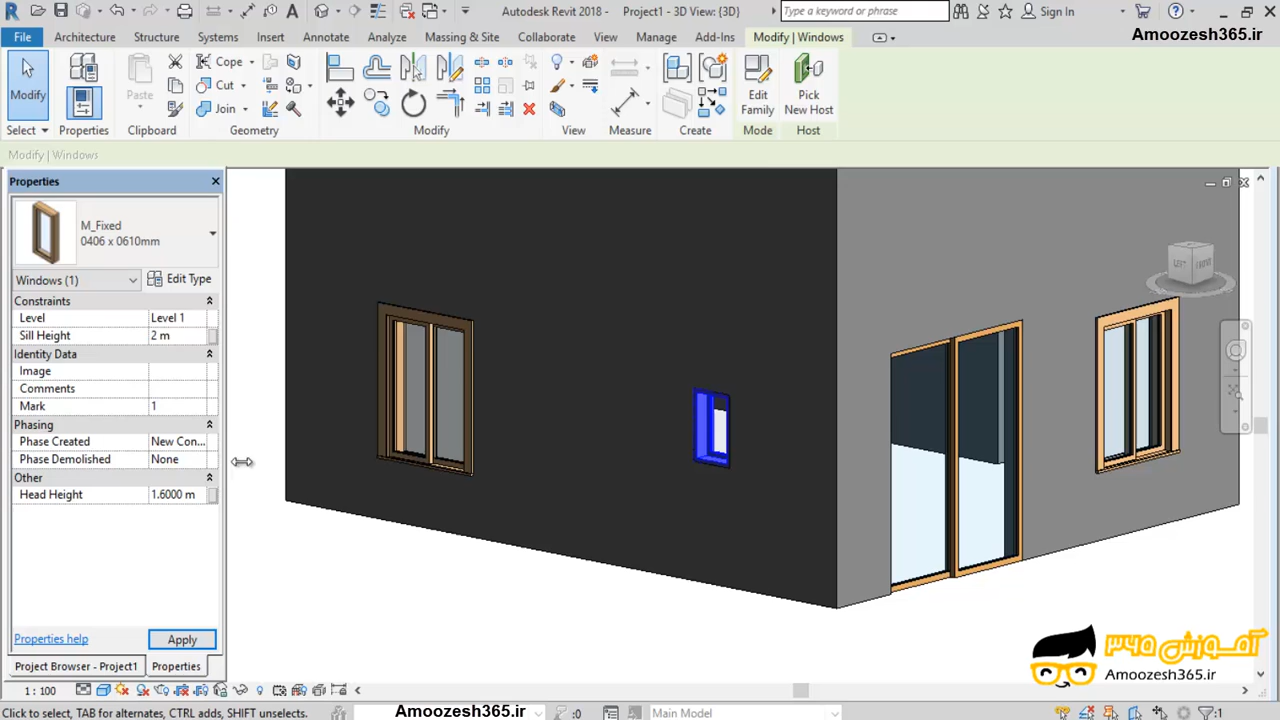 Autodesk Revit 2018 - Project1 - 3D View: {3D}
Type a keyword or phrase
Sign In
File Architecture Structure Systems Insert Annotate Analyze Massing & Site Collaborate View Manage Add-Ins Modify | Windows
Amoozesh365.ir
Modify
Paste
Cope
Cut
Join
Edit Family
Pick New Host
Select Properties Clipboard Geometry Modify View Measure Create Mode Host
Modify | Windows
Properties
M_Fixed
0406 x 0610mm
Windows (1) Edit Type
Constraints
Level Level 1
Sill Height 2 m
Identity Data
Image
Comments
Mark 1
Phasing
Phase Created New Con...
Phase Demolished None
Other
Head Height 1.6000 m
Properties help Apply
Project Browser - Project1 Properties
LEFT FRONT
آموزش ۳۶۵
Amoozesh365.ir
1 : 100
Click to select, TAB for alternates, CTRL adds, SHIFT unselects.
Amoozesh365.ir
:0
Main Model
:1